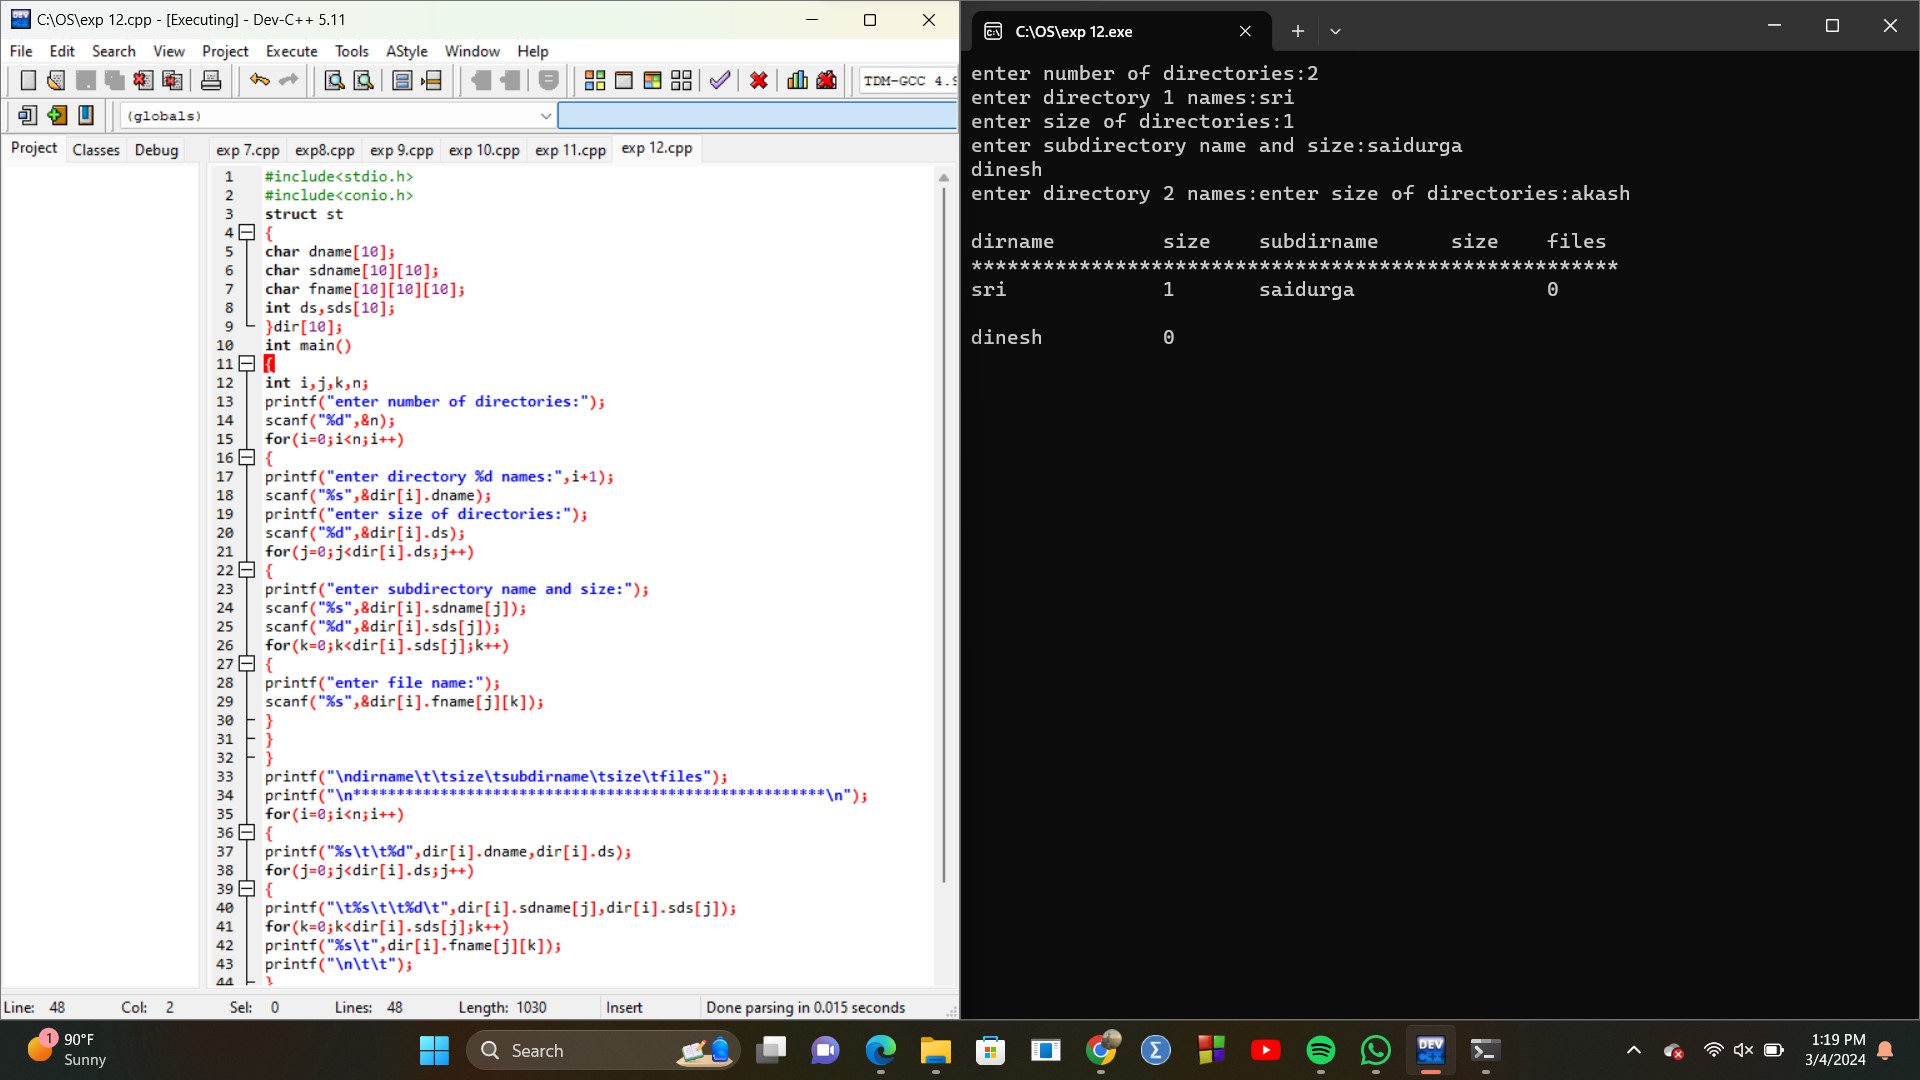 C:\OS\exp 12.cpp - [Executing] - Dev-C++ 5.11
File Edit Search View Project Execute Tools AStyle Window Help
TDM-GCC 4.9
(globals)
Project Classes Debug
exp 7.cpp exp8.cpp exp 9.cpp exp 10.cpp exp 11.cpp exp 12.cpp
1 #include<stdio.h>
2 #include<conio.h>
3 struct st
4 {
5 char dname[10];
6 char sdname[10][10];
7 char fname[10][10][10];
8 int ds,sds[10];
9 }dir[10];
10 int main()
11 {
12 int i,j,k,n;
13 printf("enter number of directories:");
14 scanf("%d",&n);
15 for(i=0;i<n;i++)
16 {
17 printf("enter directory %d names:",i+1);
18 scanf("%s",&dir[i].dname);
19 printf("enter size of directories:");
20 scanf("%d",&dir[i].ds);
21 for(j=0;j<dir[i].ds;j++)
22 {
23 printf("enter subdirectory name and size:");
24 scanf("%s",&dir[i].sdname[j]);
25 scanf("%d",&dir[i].sds[j]);
26 for(k=0;k<dir[i].sds[j];k++)
27 {
28 printf("enter file name:");
29 scanf("%s",&dir[i].fname[j][k]);
30 }
31 }
32 }
33 printf("\ndirname\t\tsize\tsubdirname\tsize\tfiles");
34 printf("\n******************************************************\n");
35 for(i=0;i<n;i++)
36 {
37 printf("%s\t\t%d",dir[i].dname,dir[i].ds);
38 for(j=0;j<dir[i].ds;j++)
39 {
40 printf("\t%s\t\t%d\t",dir[i].sdname[j],dir[i].sds[j]);
41 for(k=0;k<dir[i].sds[j];k++)
42 printf("%s\t",dir[i].fname[j][k]);
43 printf("\n\t\t");
44 }
Line: 48 Col: 2 Sel: 0 Lines: 48 Length: 1030 Insert Done parsing in 0.015 seconds
C:\OS\exp 12.exe
enter number of directories:2
enter directory 1 names:sri
enter size of directories:1
enter subdirectory name and size:saidurga
dinesh
enter directory 2 names:enter size of directories:akash
dirname size subdirname size files
******************************************************
sri 1 saidurga 0
dinesh 0
1
90°F
Sunny
Search
DEV
1:19 PM
3/4/2024